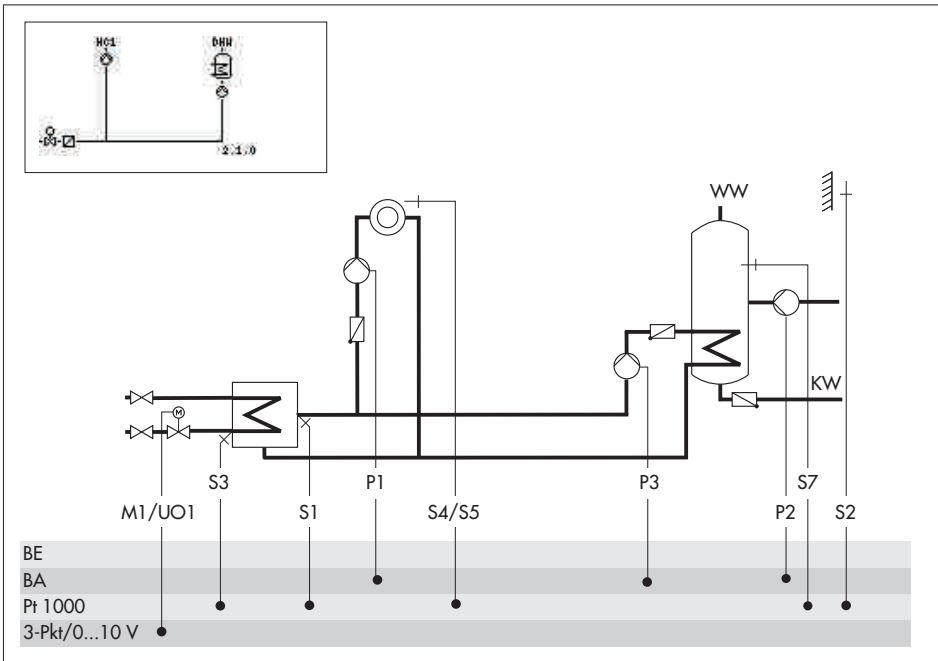 HC1 DHW
2.1.0
WW
KW
S3 P1 P3 S7
M1/UO1 S1 S4/S5 P2 S2
BE
BA
Pt 1000
3-Pkt/0...10 V
M